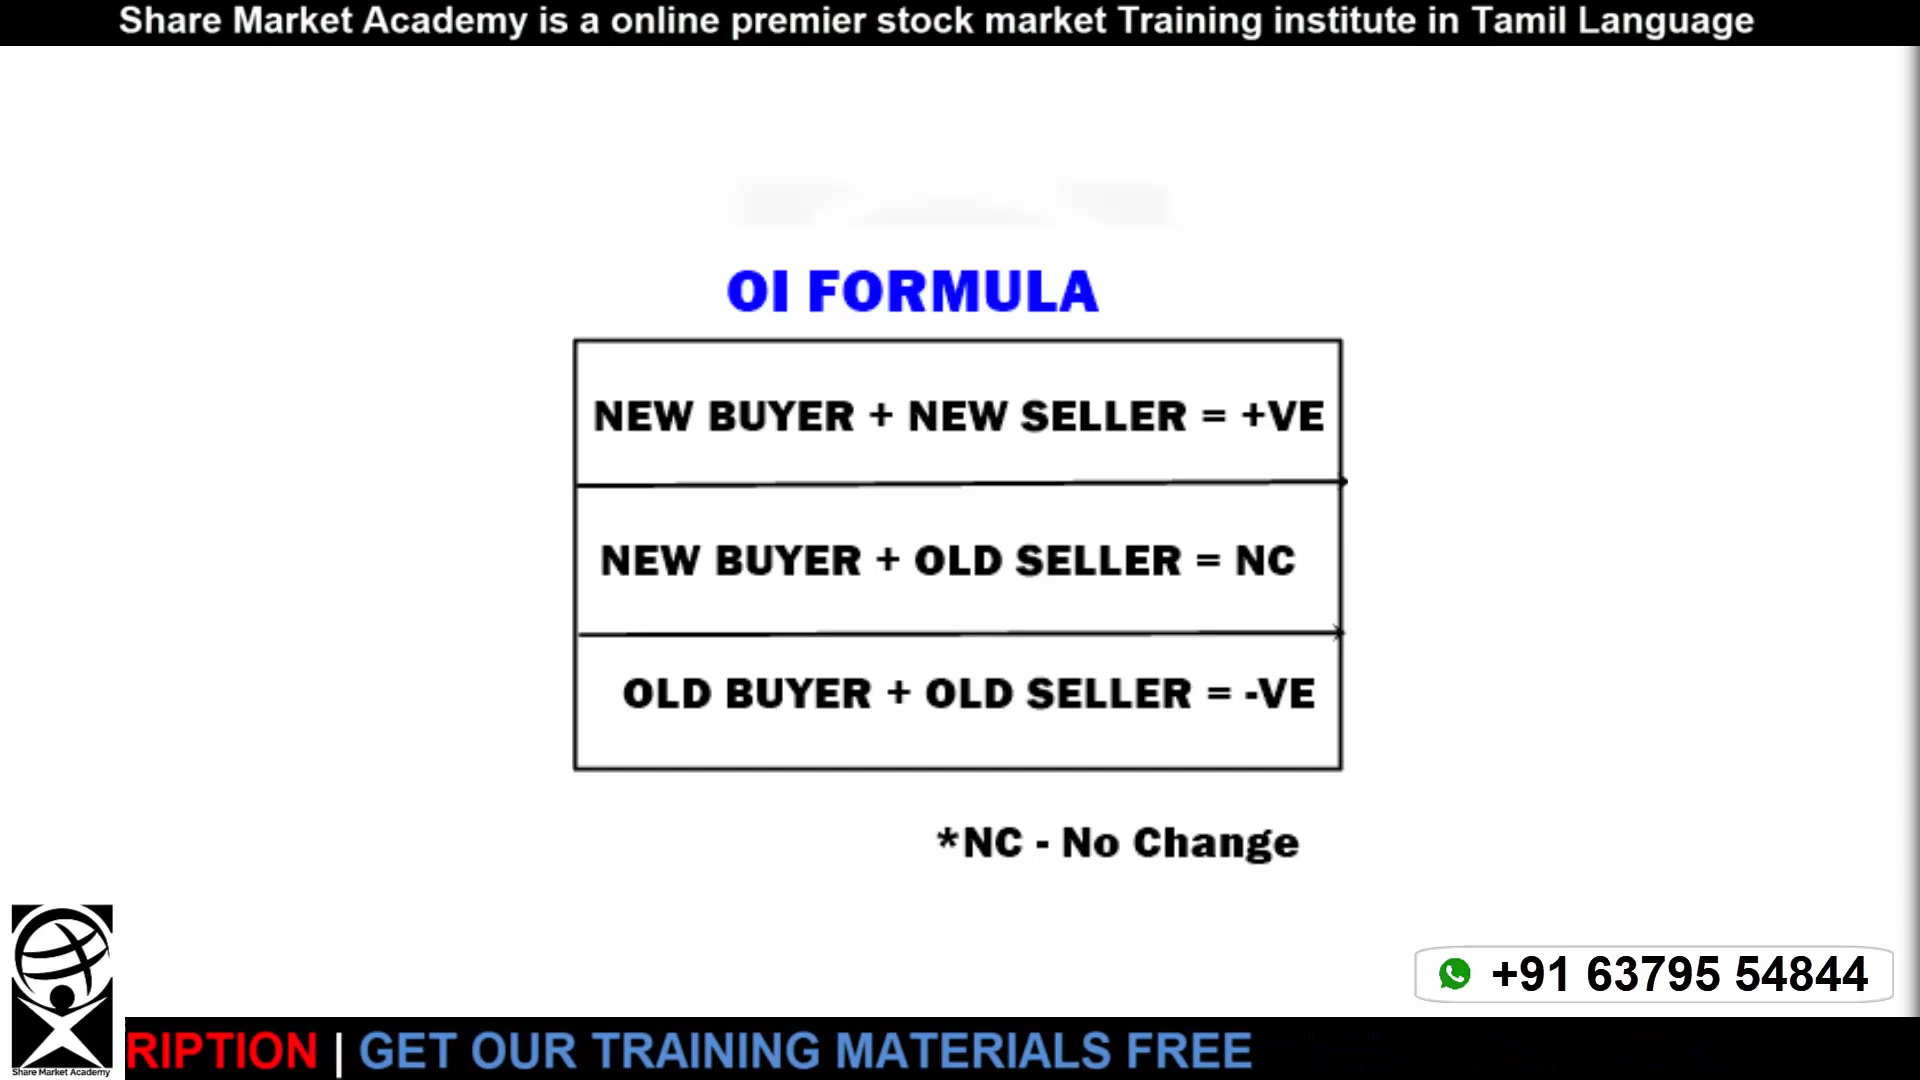 Share Market Academy is a online premier stock market Training institute in Tamil Language
OI FORMULA
NEW BUYER + NEW SELLER = +VE
NEW BUYER + OLD SELLER = NC
OLD BUYER + OLD SELLER = -VE
*NC - No Change
+91 63795 54844
RIPTION | GET OUR TRAINING MATERIALS FREE
Share Market Academy